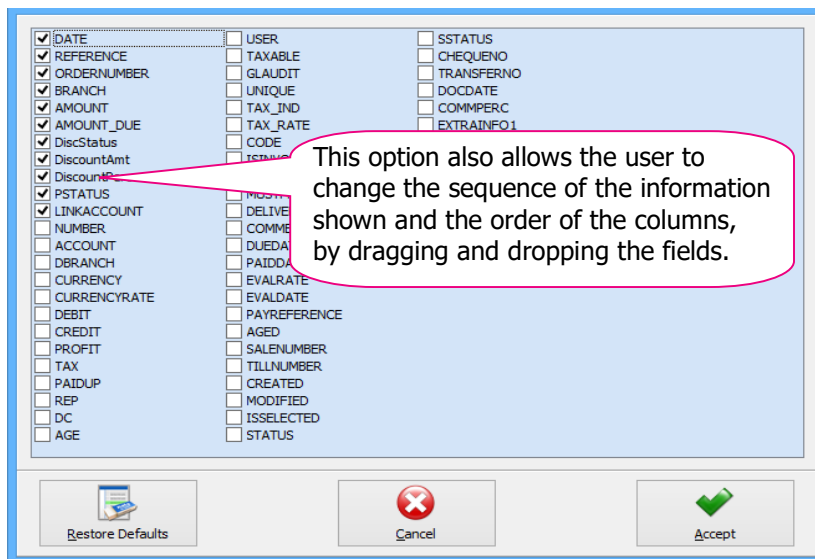 DATE
REFERENCE
ORDERNUMBER
BRANCH
AMOUNT
AMOUNT_DUE
DiscStatus
DiscountAmt
PSTATUS
LINKACCOUNT
NUMBER
ACCOUNT
DBRANCH
CURRENCY
CURRENCYRATE
DEBIT
CREDIT
PROFIT
TAX
PAIDUP
REP
DC
AGE
USER
TAXABLE
GLAUDIT
UNIQUE
TAX_IND
TAX_RATE
CODE
EVALRATE
EVALDATE
PAYREFERENCE
AGED
SALENUMBER
TILLNUMBER
CREATED
MODIFIED
ISSELECTED
STATUS
SSTATUS
CHEQUENO
TRANSFERNO
DOCDATE
COMMPERC
EXTRAINFO1
This option also allows the user to
change the sequence of the information
shown and the order of the columns,
by dragging and dropping the fields.
Restore Defaults
Cancel
Accept